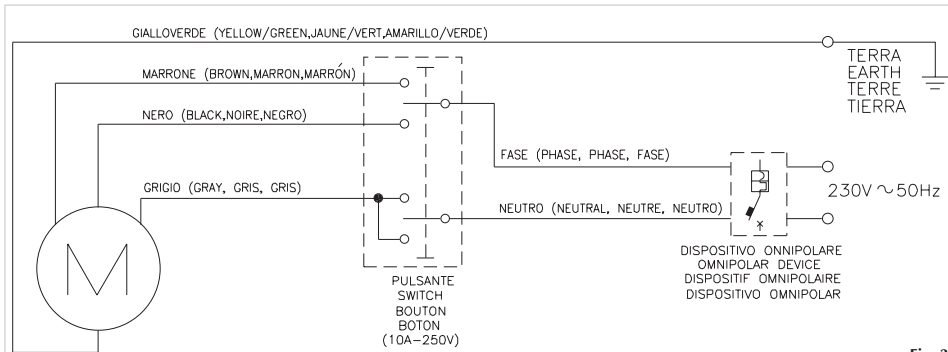 GIALLOVERDE (YELLOW/GREEN,JAUNE/VERT,AMARILLO/VERDE)
TERRA
EARTH
TERRE
TIERRA
MARRONE (BROWN,MARRON,MARRÓN)
NERO (BLACK,NOIRE,NEGRO)
FASE (PHASE, PHASE, FASE)
GRIGIO (GRAY, GRIS, GRIS)
230V ~ 50Hz
NEUTRO (NEUTRAL, NEUTRE, NEUTRO)
M
DISPOSITIVO ONNIPOLARE
OMNIPOLAR DEVICE
DISPOSITIF OMNIPOLAIRE
DISPOSITIVO OMNIPOLAR
PULSANTE
SWITCH
BOUTON
BOTON
(10A-250V)